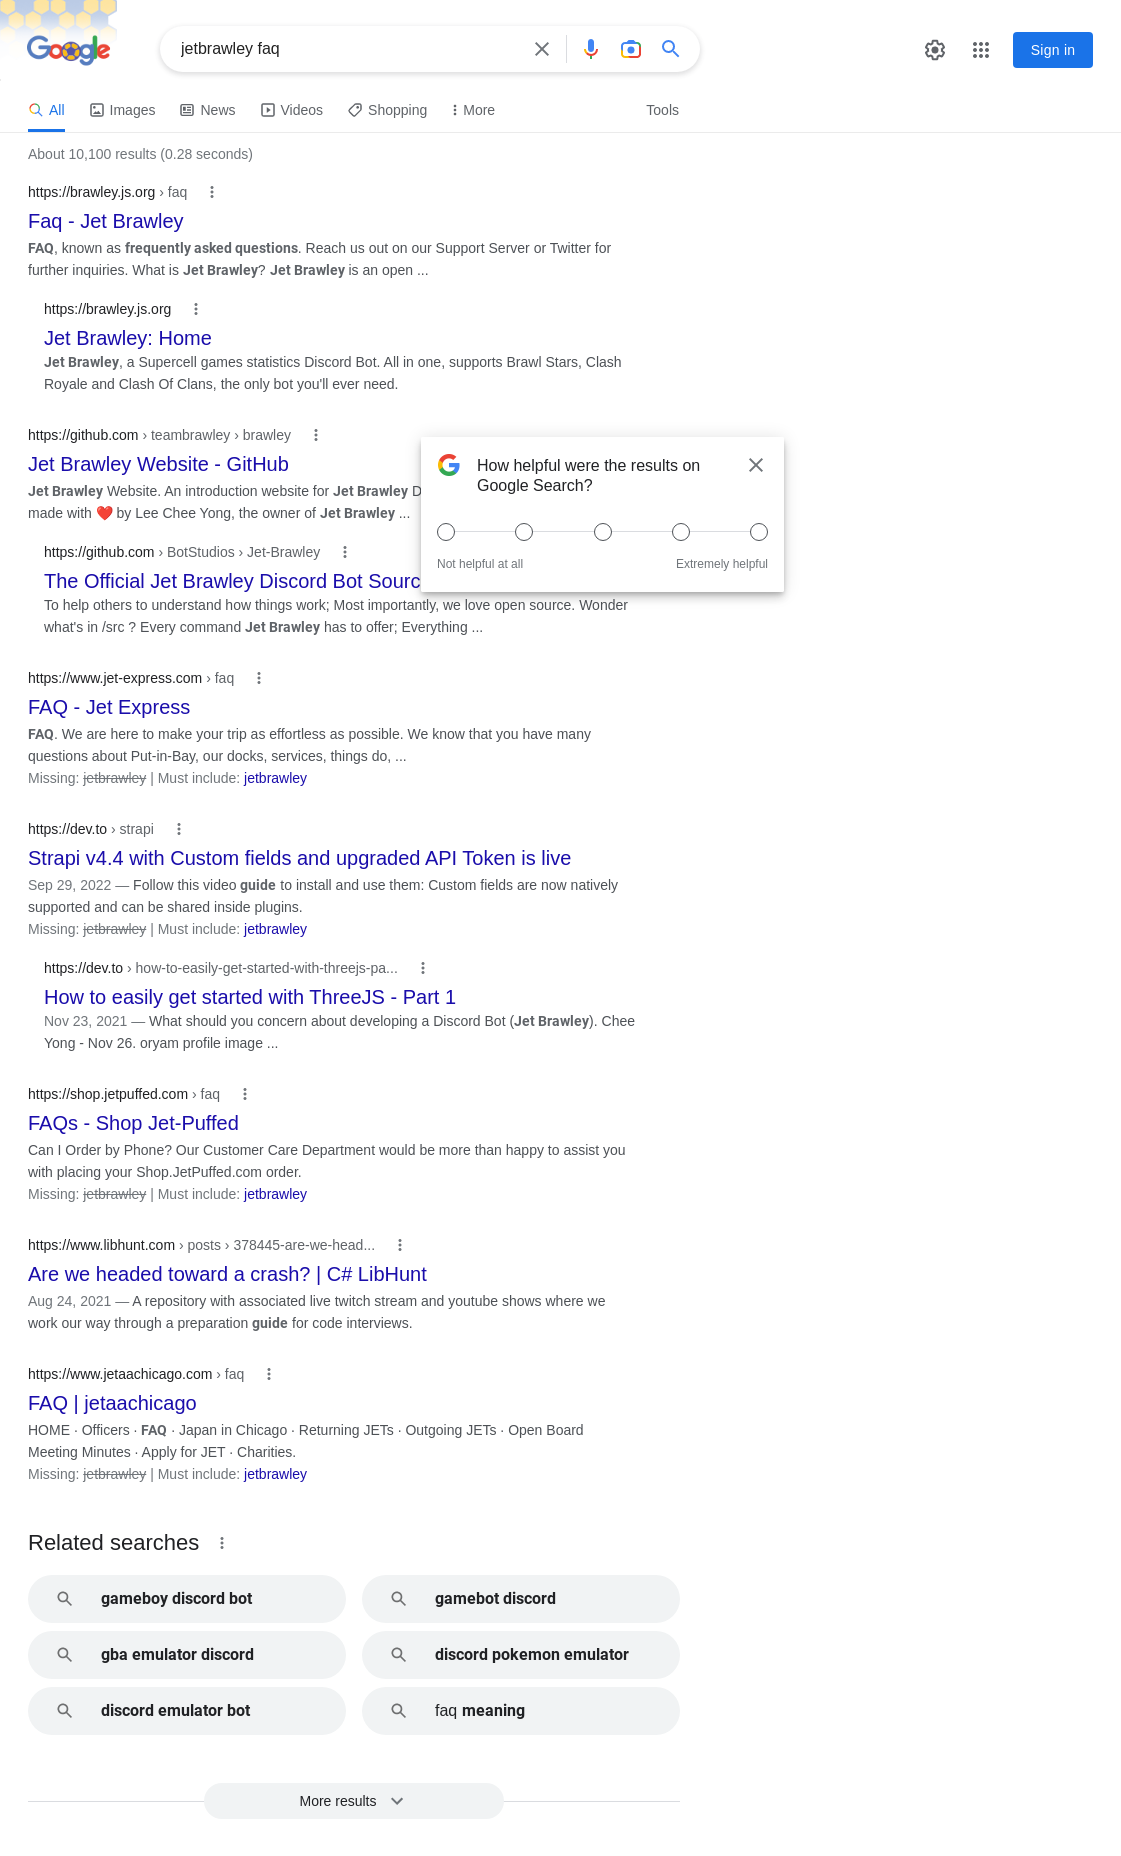 Google
jetbrawley faq
Sign in
All
Images
News
Videos
Shopping
More
Tools
About 10,100 results (0.28 seconds)
https://brawley.js.org › faq
Faq - Jet Brawley
FAQ, known as frequently asked questions. Reach us out on our Support Server or Twitter for
further inquiries. What is Jet Brawley? Jet Brawley is an open ...
https://brawley.js.org
Jet Brawley: Home
Jet Brawley, a Supercell games statistics Discord Bot. All in one, supports Brawl Stars, Clash
Royale and Clash Of Clans, the only bot you'll ever need.
https://github.com › teambrawley › brawley
Jet Brawley Website - GitHub
Jet Brawley Website. An introduction website for Jet Brawley D
made with ❤️ by Lee Chee Yong, the owner of Jet Brawley ...
How helpful were the results on
Google Search?
Not helpful at all
Extremely helpful
https://github.com › BotStudios › Jet-Brawley
The Official Jet Brawley Discord Bot Sourc
To help others to understand how things work; Most importantly, we love open source. Wonder
what's in /src ? Every command Jet Brawley has to offer; Everything ...
https://www.jet-express.com › faq
FAQ - Jet Express
FAQ. We are here to make your trip as effortless as possible. We know that you have many
questions about Put-in-Bay, our docks, services, things do, ...
Missing: jetbrawley | Must include: jetbrawley
https://dev.to › strapi
Strapi v4.4 with Custom fields and upgraded API Token is live
Sep 29, 2022 — Follow this video guide to install and use them: Custom fields are now natively
supported and can be shared inside plugins.
Missing: jetbrawley | Must include: jetbrawley
https://dev.to › how-to-easily-get-started-with-threejs-pa...
How to easily get started with ThreeJS - Part 1
Nov 23, 2021 — What should you concern about developing a Discord Bot (Jet Brawley). Chee
Yong - Nov 26. oryam profile image ...
https://shop.jetpuffed.com › faq
FAQs - Shop Jet-Puffed
Can I Order by Phone? Our Customer Care Department would be more than happy to assist you
with placing your Shop.JetPuffed.com order.
Missing: jetbrawley | Must include: jetbrawley
https://www.libhunt.com › posts › 378445-are-we-head...
Are we headed toward a crash? | C# LibHunt
Aug 24, 2021 — A repository with associated live twitch stream and youtube shows where we
work our way through a preparation guide for code interviews.
https://www.jetaachicago.com › faq
FAQ | jetaachicago
HOME · Officers · FAQ · Japan in Chicago · Returning JETs · Outgoing JETs · Open Board
Meeting Minutes · Apply for JET · Charities.
Missing: jetbrawley | Must include: jetbrawley
Related searches
gameboy discord bot
gamebot discord
gba emulator discord
discord pokemon emulator
discord emulator bot
faq meaning
More results